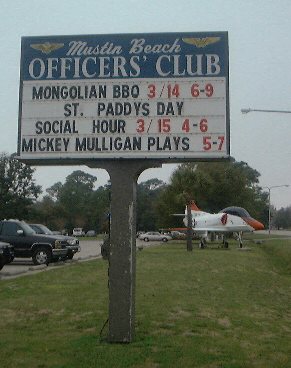 Mustin Beach
OFFICERS' CLUB
MONGOLIAN BBQ 3/14 6-9
ST. PADDYS DAY
SOCIAL HOUR 3/15 4-6
MICKEY MULLIGAN PLAYS 5-7